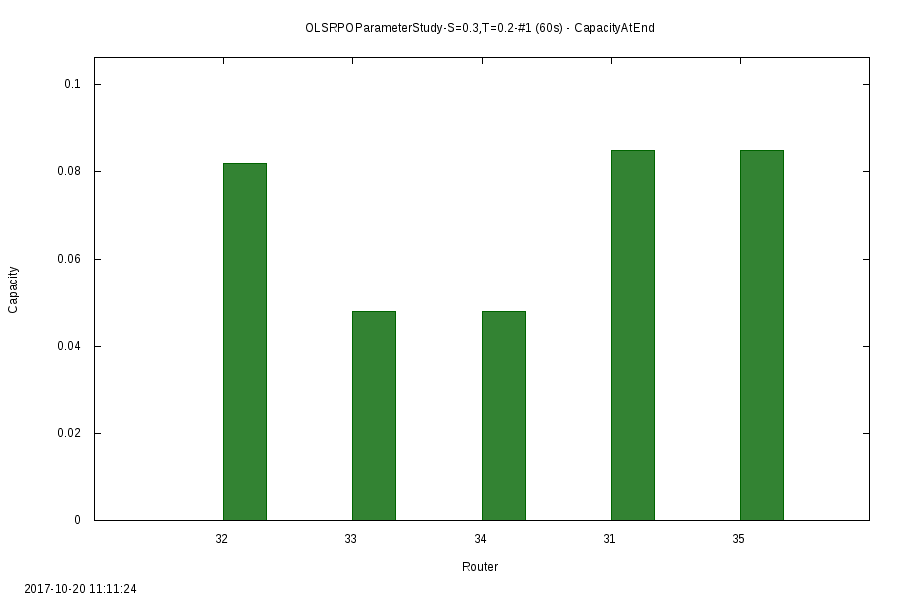 OLSRPOParameterStudy-S=0.3,T=0.2-#1 (60s) - CapacityAtEnd
0.1
0.08
0.06
0.04
0.02
0
Capacity
32 33 34 31 35
Router
2017-10-20 11:11:24